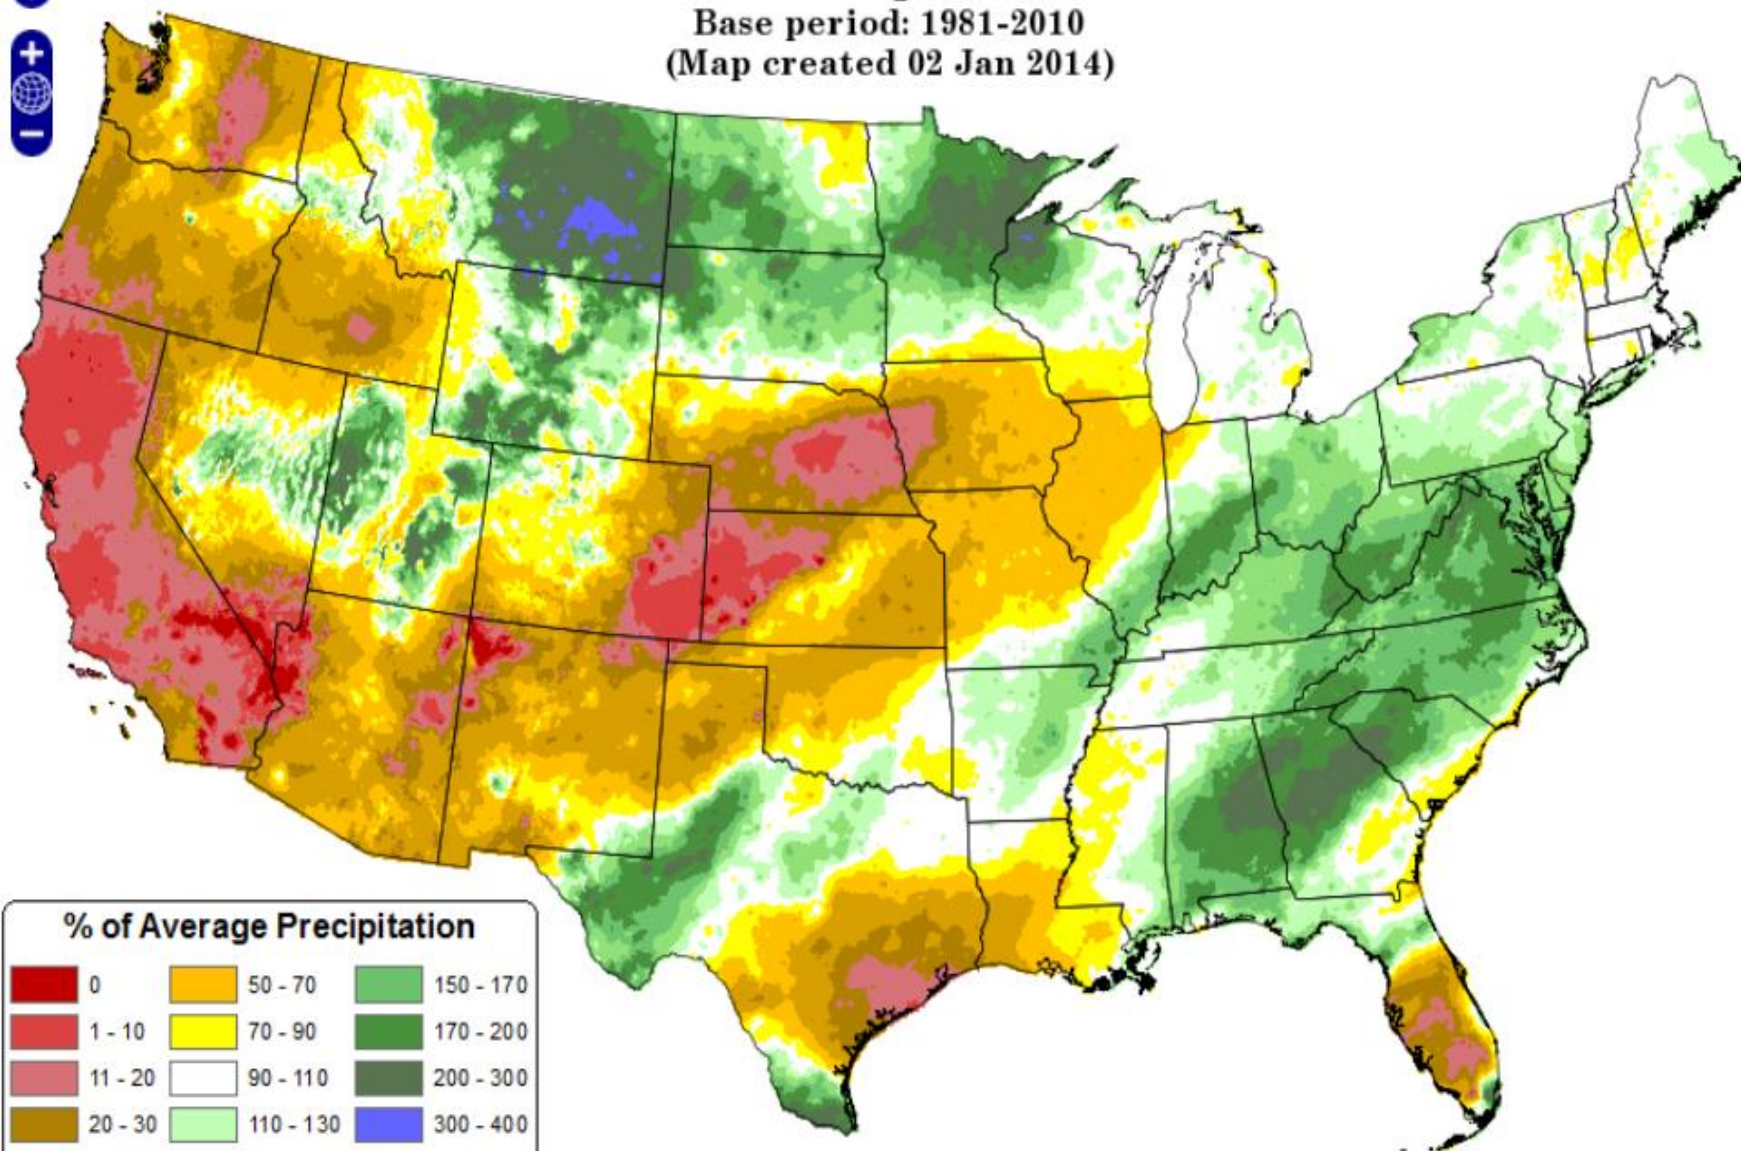 Base period: 1981-2010
(Map created 02 Jan 2014)
% of Average Precipitation
0
50 - 70
150 - 170
1 - 10
70 - 90
170 - 200
11 - 20
90 - 110
200 - 300
20 - 30
110 - 130
300 - 400